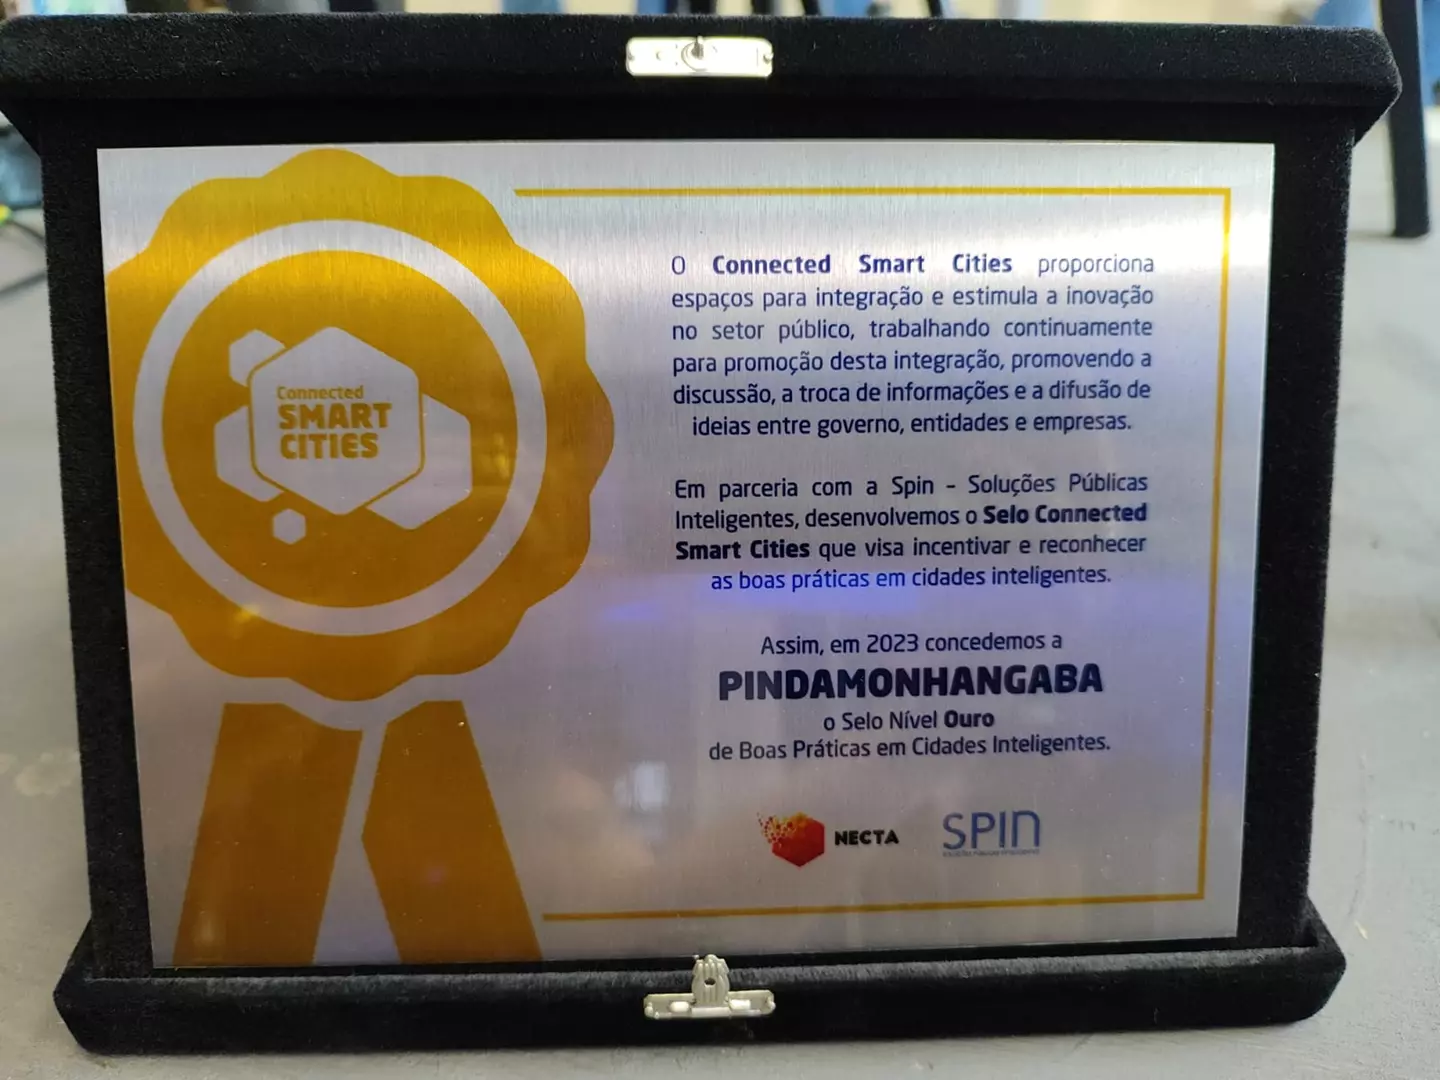 Connected
SMART
CITIES
O Connected Smart Cities proporciona
espaços para integração e estimula a inovação
no setor público, trabalhando continuamente
para promoção desta integração, promovendo a
discussão, a troca de informações e a difusão de
ideias entre governo, entidades e empresas.
Em parceria com a Spin - Soluções Públicas
Inteligentes, desenvolvemos o Selo Connected
Smart Cities que visa incentivar e reconhecer
as boas práticas em cidades inteligentes.
Assim, em 2023 concedemos a
PINDAMONHANGABA
o Selo Nível Ouro
de Boas Práticas em Cidades Inteligentes.
NECTA
SPIN